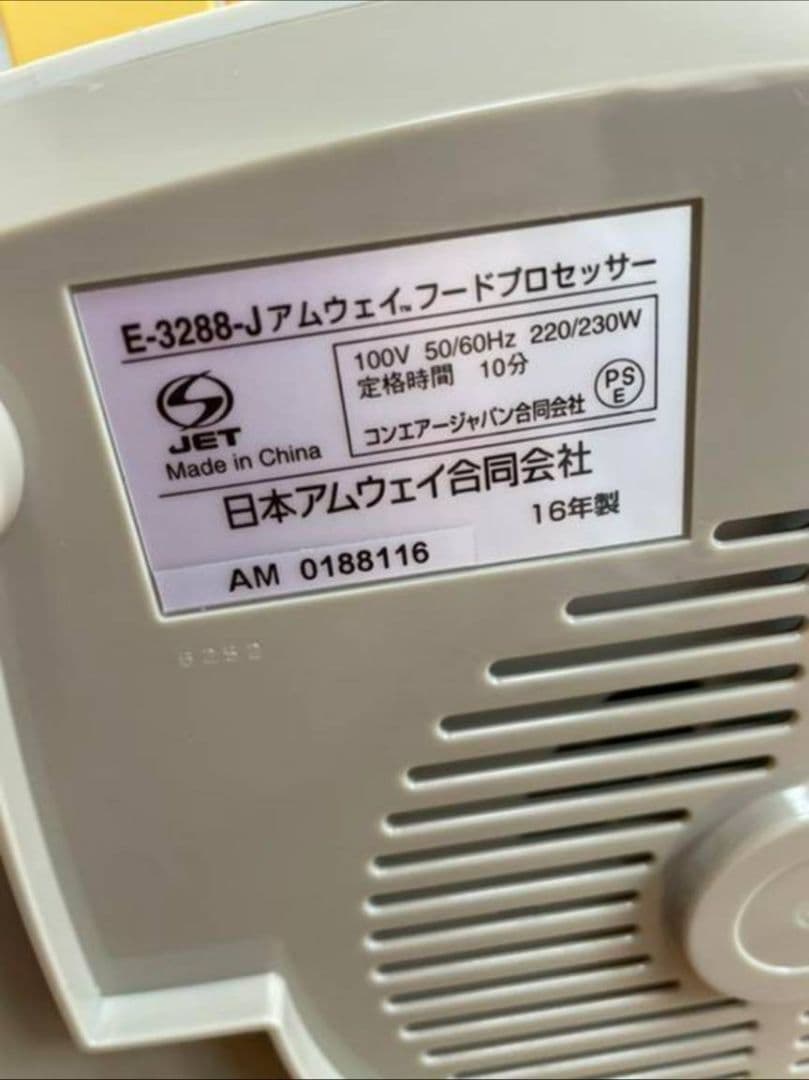 E-3288-Jアムウェイ™フードプロセッサー
100V 50/60Hz 220/230W
定格時間 10分
PS
E
コンエアージャパン合同会社
JET
Made in China
日本アムウェイ合同会社
16年製
AM 0188116
6292